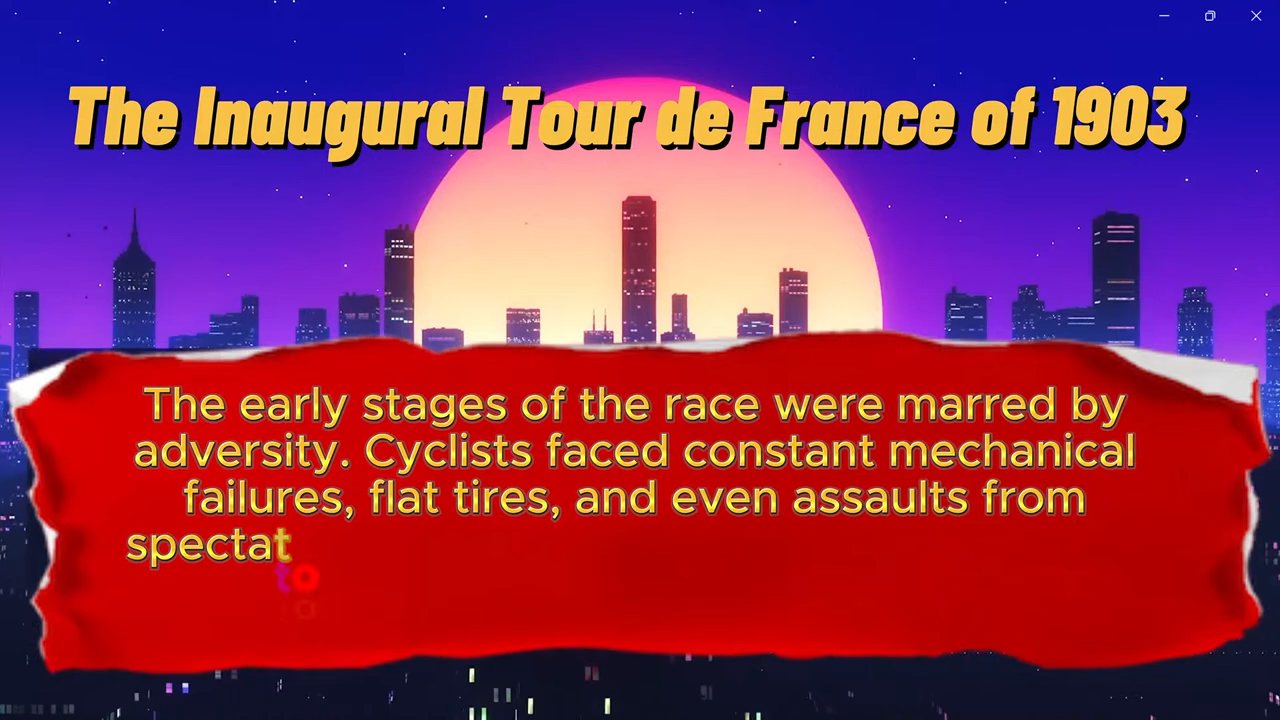 The Inaugural Tour de France of 1903
The early stages of the race were marred by
adversity. Cyclists faced constant mechanical
failures, flat tires, and even assaults from
spectat